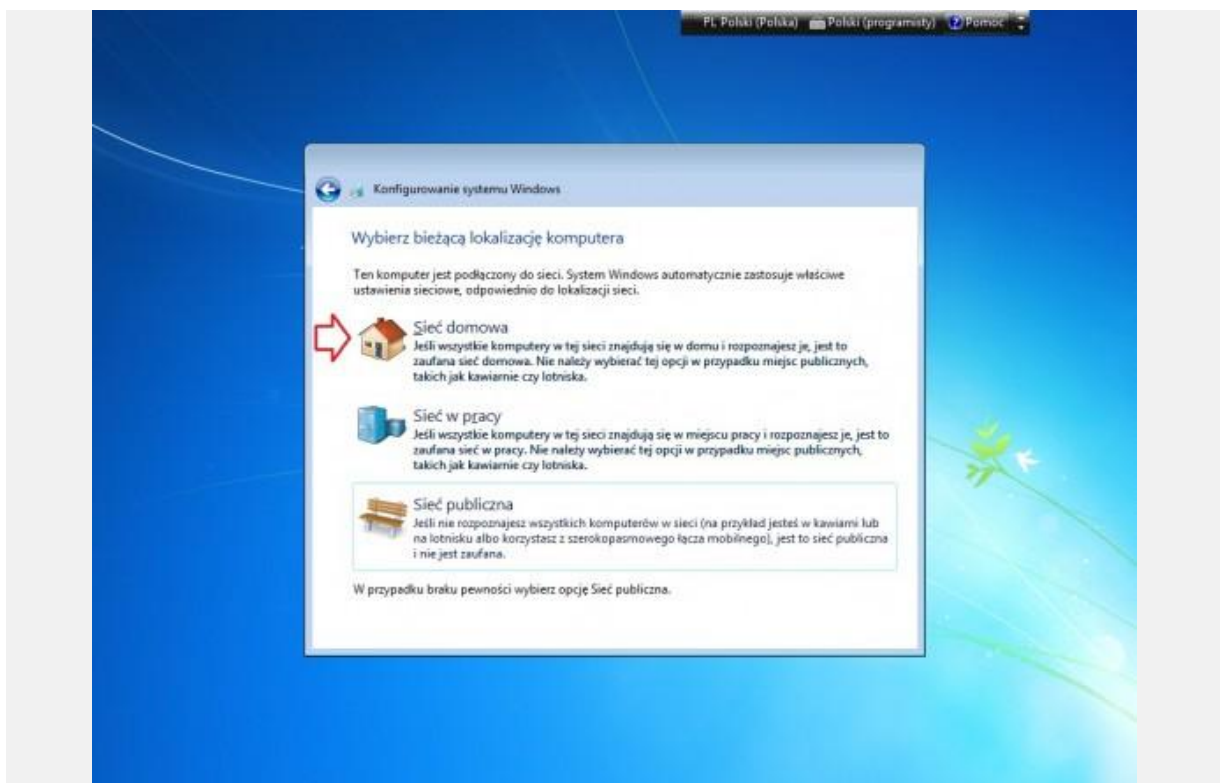 PL Polski (Polska) Polski (programisty) Pomoc
Konfigurowanie systemu Windows
Wybierz bieżącą lokalizację komputera
Ten komputer jest podłączony do sieci. System Windows automatycznie zastosuje właściwe
ustawienia sieciowe, odpowiednio do lokalizacji sieci.
Sieć domowa
Jeśli wszystkie komputery w tej sieci znajdują się w domu i rozpoznajesz je, jest to
zaufana sieć domowa. Nie należy wybierać tej opcji w przypadku miejsc publicznych,
takich jak kawiarnie czy lotniska.
Sieć w pracy
Jeśli wszystkie komputery w tej sieci znajdują się w miejscu pracy i rozpoznajesz je, jest to
zaufana sieć w pracy. Nie należy wybierać tej opcji w przypadku miejsc publicznych,
takich jak kawiarnie czy lotniska.
Sieć publiczna
Jeśli nie rozpoznajesz wszystkich komputerów w sieci (na przykład jesteś w kawiarni lub
na lotnisku albo korzystasz z szerokopasmowego łącza mobilnego), jest to sieć publiczna
i nie jest zaufana.
W przypadku braku pewności wybierz opcję Sieć publiczna.